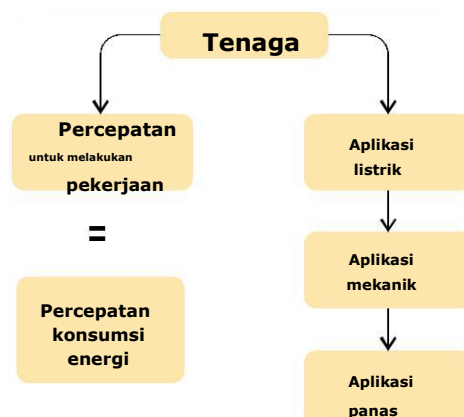 Tenaga
Percepatan
untuk melakukan
pekerjaan
=
Percepatan
konsumsi
energi
Aplikasi
listrik
Aplikasi
mekanik
Aplikasi
panas